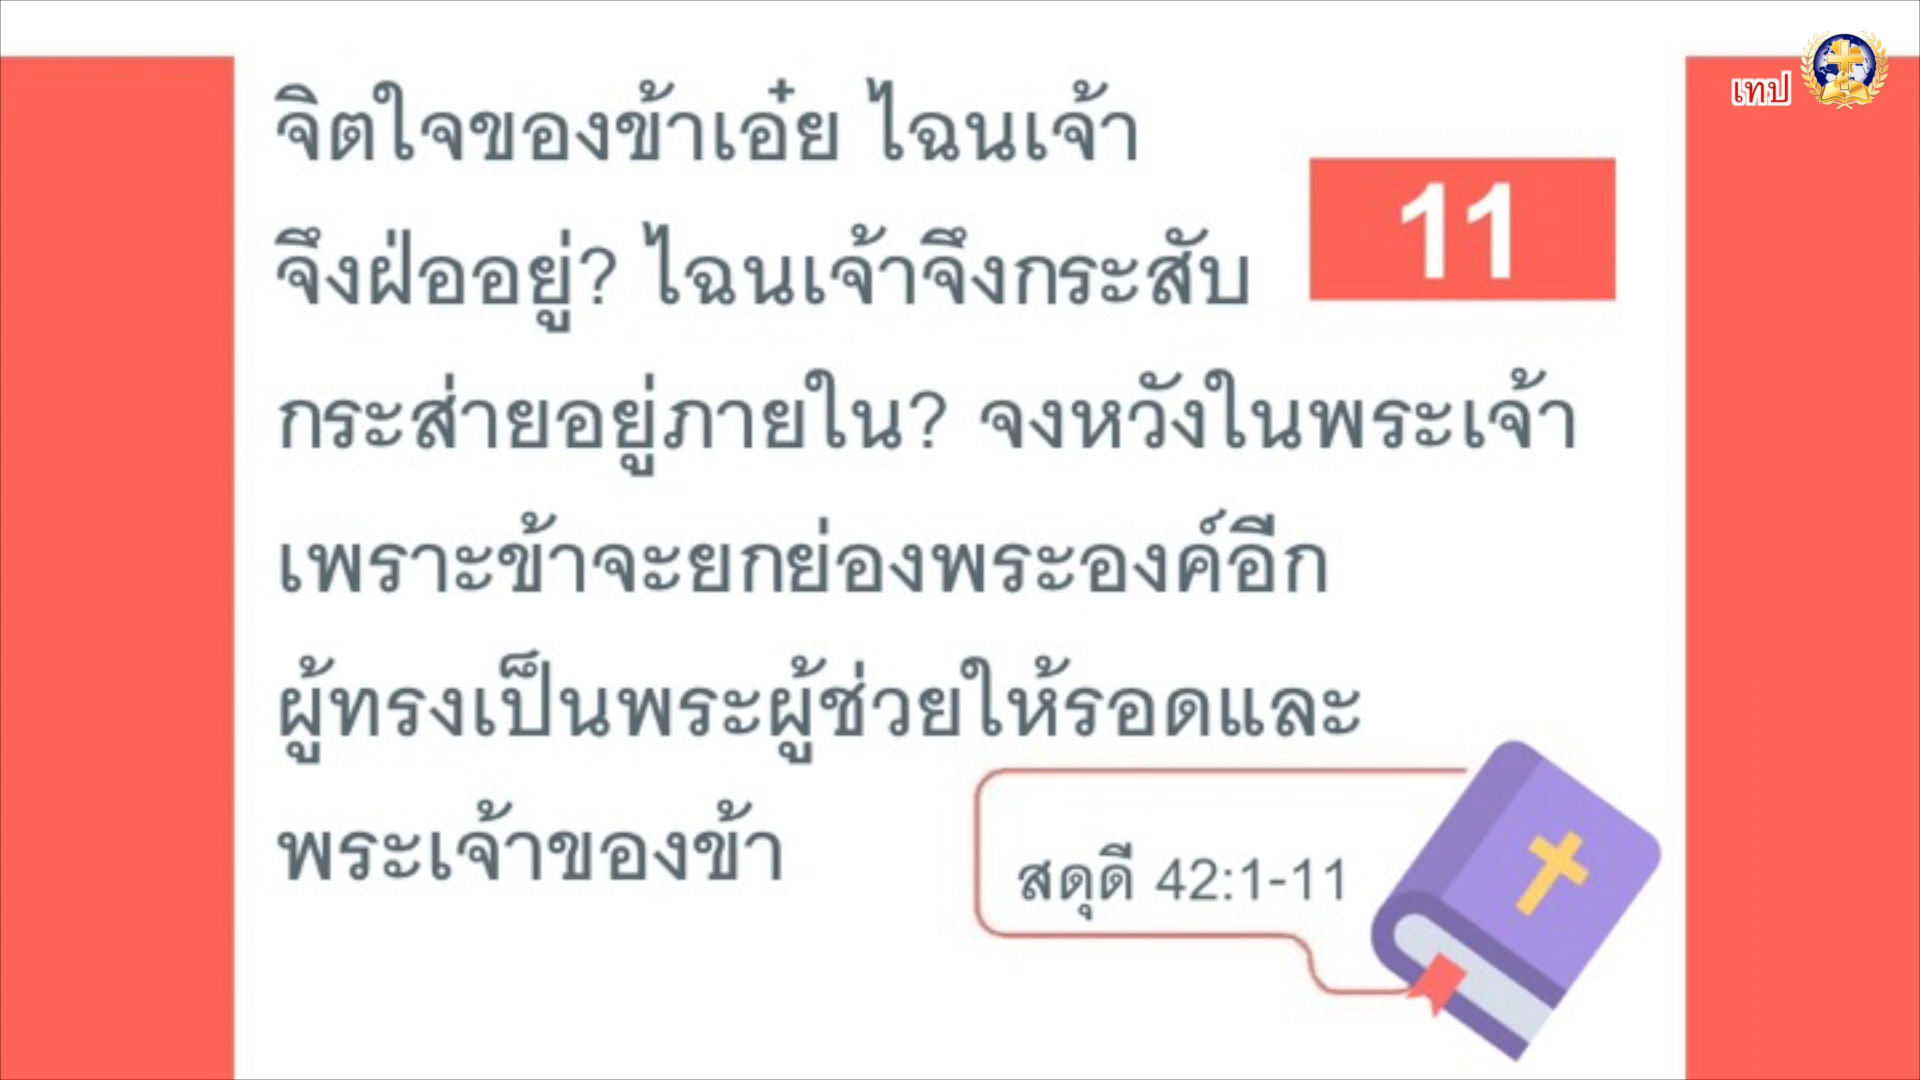 เทป
จิตใจของข้าเอ๋ย ไฉนเจ้า
11
จึงฝ่ออยู่? ไฉนเจ้าจึงกระสับ
กระส่ายอยู่ภายใน? จงหวังในพระเจ้า
เพราะข้าจะยกย่องพระองค์อีก
ผู้ทรงเป็นพระผู้ช่วยให้รอดและ
พระเจ้าของข้า
สดุดี 42:1-11